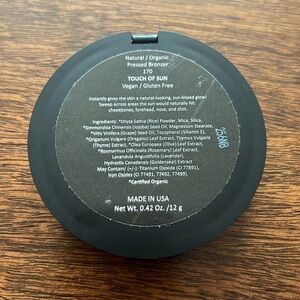 Natural / Organic
Pressed Bronzer
170
TOUCH OF SUN
Vegan / Gluten Free
Instantly gives the skin a natural-looking, sun-kissed glow!
Sweep across areas the sun would naturally hit:
cheekbones, forehead, nose, and chin.
Ingredients: *Oryza Sativa (Rice) Powder, Mica, Silica,
*Simmondsia Chinensis (Jojoba) Seed Oil, Magnesium Stearate,
*Vitis Vinifera (Grape) Seed Oil, Tocopherol (Vitamin E),
*Origanum Vulgare (Oregano) Leaf Extract, Thymus Vulgare
(Thyme) Extract, *Olea Europaea (Olive) Leaf Extract,
*Rosmarinus Officinalis (Rosemary) Leaf Extract,
Lavandula Angustifolia (Lavender),
Hydrastis Canadensis (Goldenseal) Extract
May Contain/ (+/-): Titanium Dioxide (CI 77891),
Iron Oxides (CI 77491, 77492, 77499).
*Certified Organic
MADE IN USA
Net Wt. 0.42 Oz. /12 g